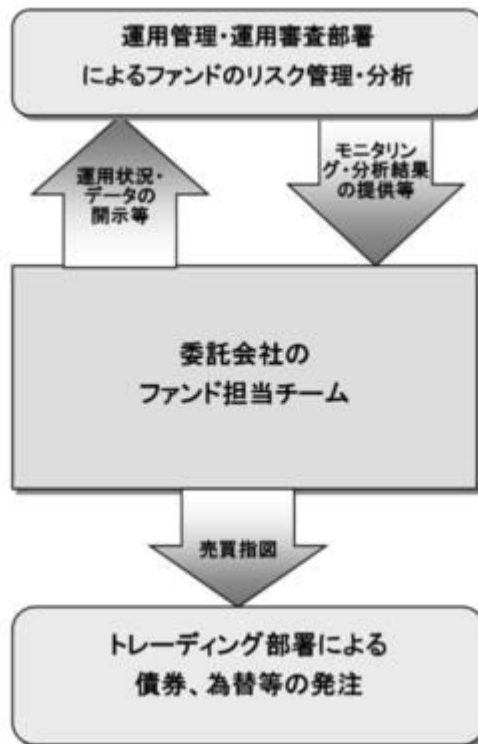 運用管理・運用審査部署
によるファンドのリスク管理・分析
運用状況・
データの
開示等
モニタリン
グ・分析結果
の提供等
委託会社の
ファンド担当チーム
売買指図
トレーディング部署による
債券、為替等の発注